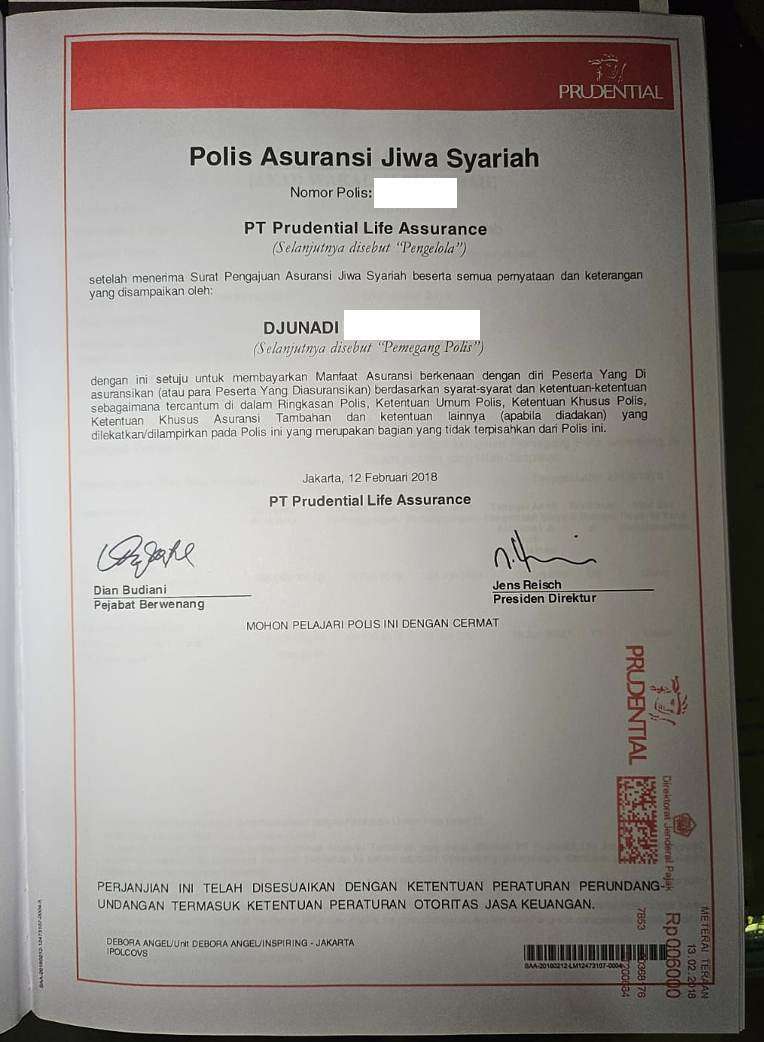 PRUDENTIAL
Polis Asuransi Jiwa Syariah
Nomor Polis:
PT Prudential Life Assurance
(Selanjutnya disebut "Pengelola")
setelah menerima Surat Pengajuan Asuransi Jiwa Syariah beserta semua pernyataan dan keterangan
yang disampaikan oleh:
DJUNADI
(Selanjutnya disebut "Pemegang Polis")
dengan ini setuju untuk membayarkan Manfaat Asuransi berkenaan dengan diri Peserta Yang Di
asuransikan (atau para Peserta Yang Diasuransikan) berdasarkan syarat-syarat dan ketentuan-ketentuan
sebagaimana tercantum di dalam Ringkasan Polis, Ketentuan Umum Polis, Ketentuan Khusus Polis,
Ketentuan Khusus Asuransi Tambahan dan ketentuan lainnya (apabila diadakan) yang
dilekatkan/dilampirkan pada Polis ini yang merupakan bagian yang tidak terpisahkan dari Polis ini.
Jakarta, 12 Februari 2018
PT Prudential Life Assurance
Dian Budiani
Pejabat Berwenang
Jens Reisch
Presiden Direktur
MOHON PELAJARI POLIS INI DENGAN CERMAT
PRUDENTIAL
Direktorat Jenderal Pajak
METERAI TERAAN
13.02.2018
Rp006000
7863
PERJANJIAN INI TELAH DISESUAIKAN DENGAN KETENTUAN PERATURAN PERUNDANG-
UNDANGAN TERMASUK KETENTUAN PERATURAN OTORITAS JASA KEUANGAN.
DEBORA ANGEL/Unit DEBORA ANGEL/INSPIRING - JAKARTA
IPOLCOVS
SAA-20180212-LM12473107-0004